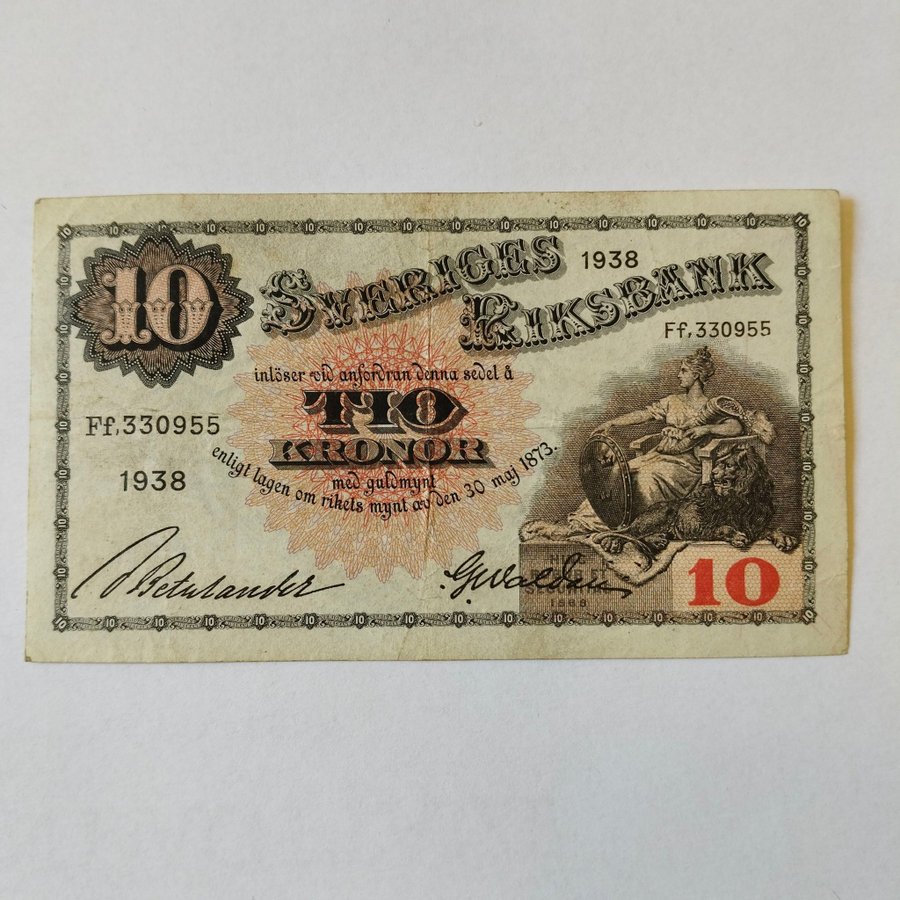 10
SVERIGES 1938
RIKSBANK
Ff,330955
inlöser vid anfordran denna sedel å
TIO
KRONOR
med guldmynt
enligt lagen om rikets mynt av den 30 maj 1873.
Ff,330955
1938
10
1668